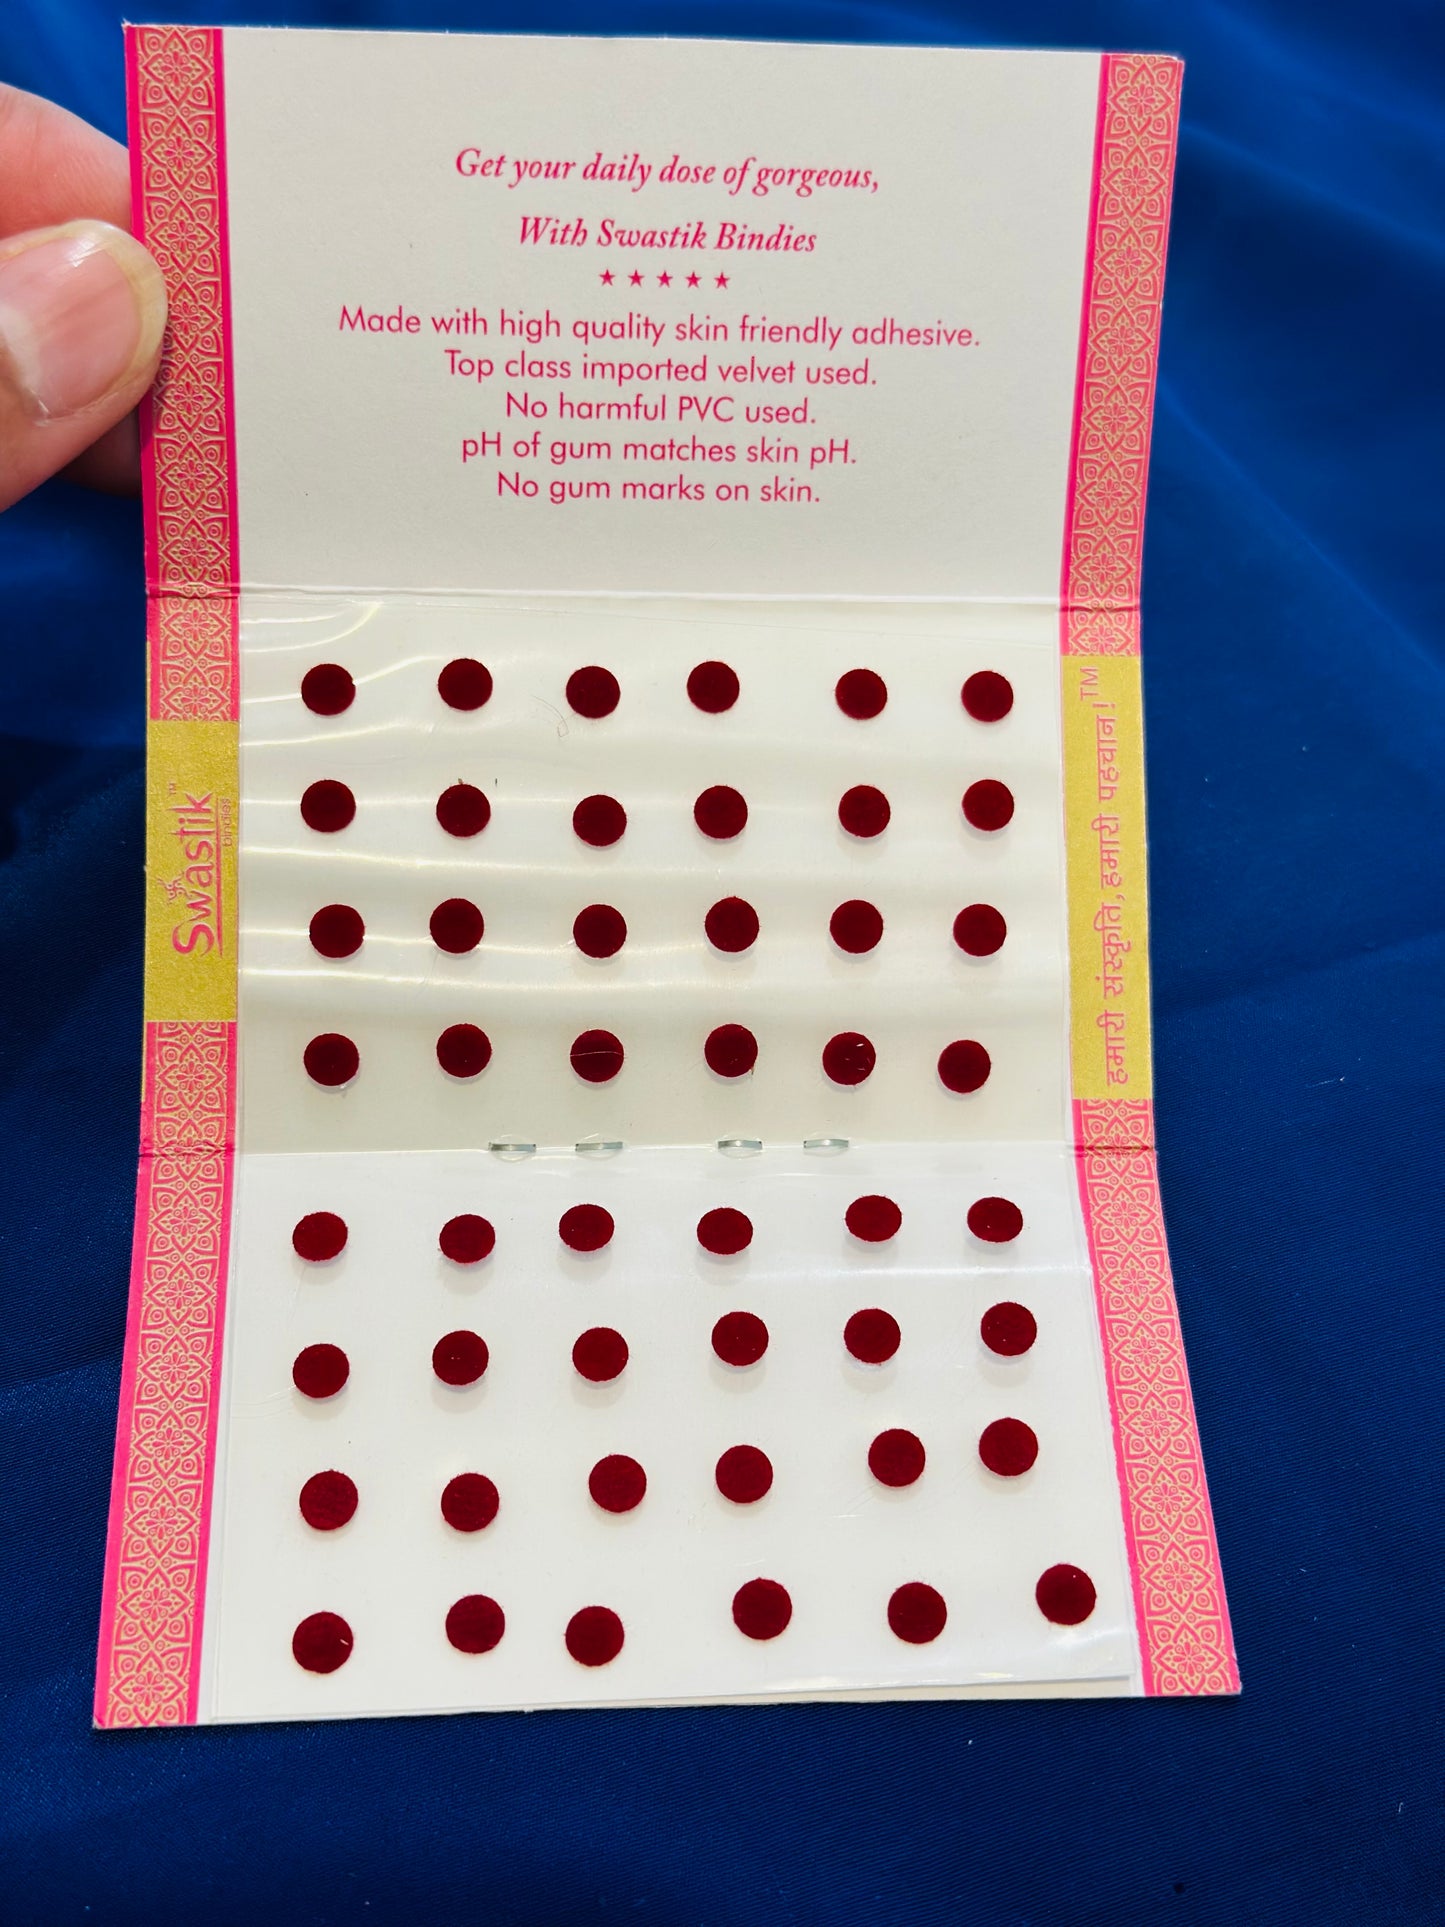 Get your daily dose of gorgeous,
With Swastik Bindies
★ ★ ★ ★ ★
Made with high quality skin friendly adhesive.
Top class imported velvet used.
No harmful PVC used.
pH of gum matches skin pH.
No gum marks on skin.
Swastik™
Bindies
हमारी संस्कृति, हमारी पहचान!™